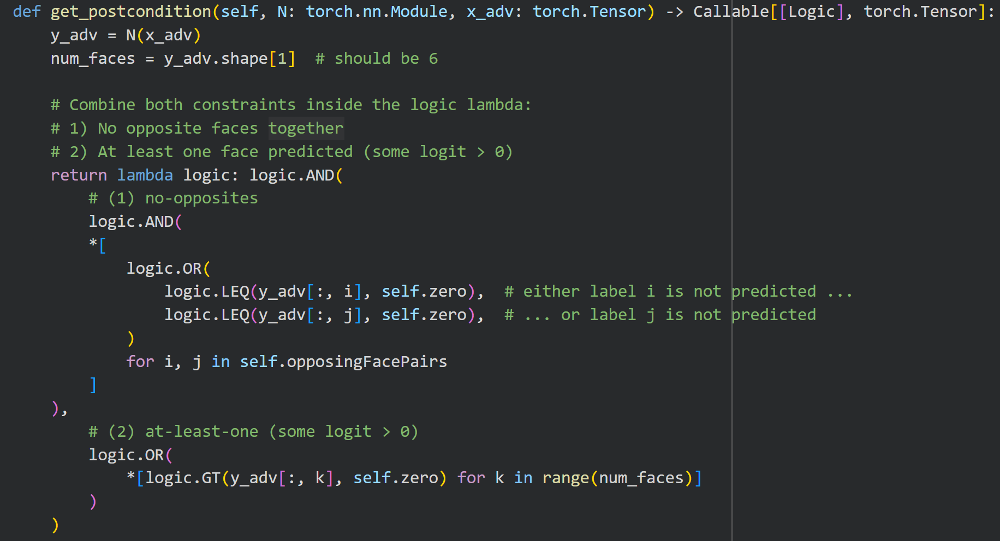 def get_postcondition(self, N: torch.nn.Module, x_adv: torch.Tensor) -> Callable[[Logic], torch.Tensor]:
    y_adv = N(x_adv)
    num_faces = y_adv.shape[1]  # should be 6

    # Combine both constraints inside the logic lambda:
    # 1) No opposite faces together
    # 2) At least one face predicted (some logit > 0)
    return lambda logic: logic.AND(
        # (1) no-opposites
        logic.AND(
        *[
            logic.OR(
                logic.LEQ(y_adv[:, i], self.zero),  # either label i is not predicted ...
                logic.LEQ(y_adv[:, j], self.zero),  # ... or label j is not predicted
            )
            for i, j in self.opposingFacePairs
        ]
    ),
        # (2) at-least-one (some logit > 0)
        logic.OR(
            *[logic.GT(y_adv[:, k], self.zero) for k in range(num_faces)]
        )
    )